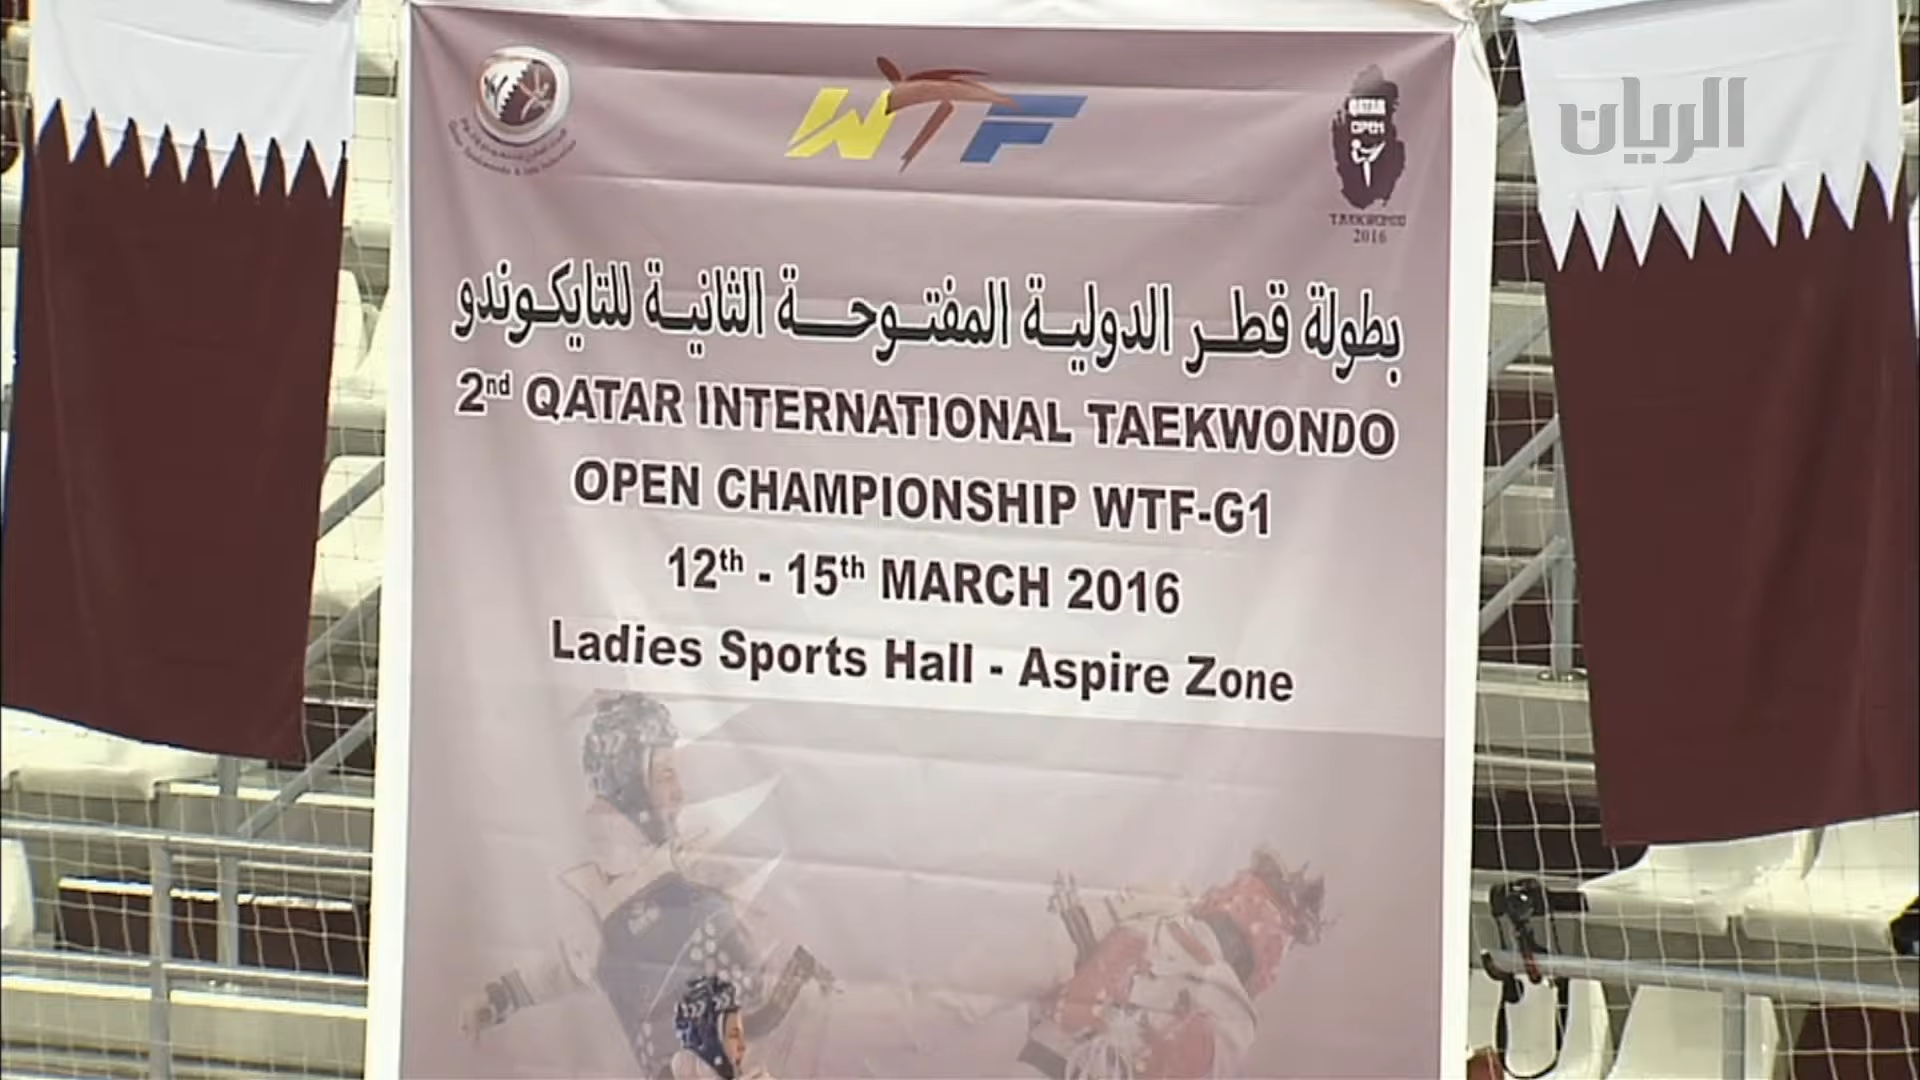 WTF
QATAR
OPEN
TAEKWONDO
2016
الريان
بطولة قطر الدولية المفتوحة الثانية للتايكوندو
2nd QATAR INTERNATIONAL TAEKWONDO
OPEN CHAMPIONSHIP WTF-G1
12th - 15th MARCH 2016
Ladies Sports Hall - Aspire Zone